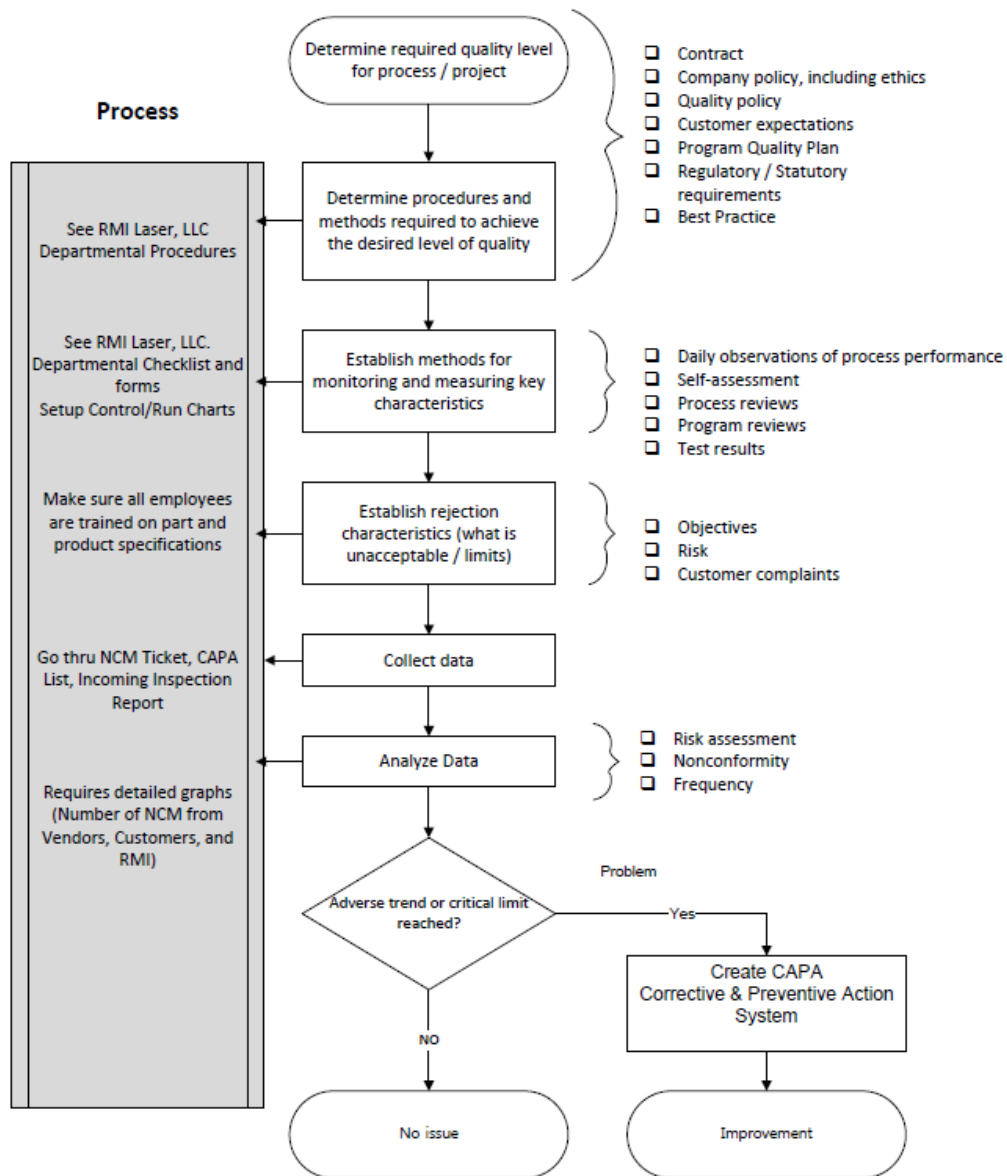 Determine required quality level
for process / project
Contract
Company policy, including ethics
Quality policy
Customer expectations
Program Quality Plan
Regulatory / Statutory
requirements
Best Practice
Process
Determine procedures and
methods required to achieve
the desired level of quality
See RMI Laser, LLC
Departmental Procedures
See RMI Laser, LLC.
Departmental Checklist and
forms
Setup Control/Run Charts
Establish methods for
monitoring and measuring key
characteristics
Daily observations of process performance
Self-assessment
Process reviews
Program reviews
Test results
Make sure all employees
are trained on part and
product specifications
Establish rejection
characteristics (what is
unacceptable / limits)
Objectives
Risk
Customer complaints
Go thru NCM Ticket, CAPA
List, Incoming Inspection
Report
Collect data
Analyze Data
Risk assessment
Nonconformity
Frequency
Requires detailed graphs
(Number of NCM from
Vendors, Customers, and
RMI)
Adverse trend or critical limit
reached?
Problem
Yes
Create CAPA
Corrective & Preventive Action
System
NO
No issue
Improvement